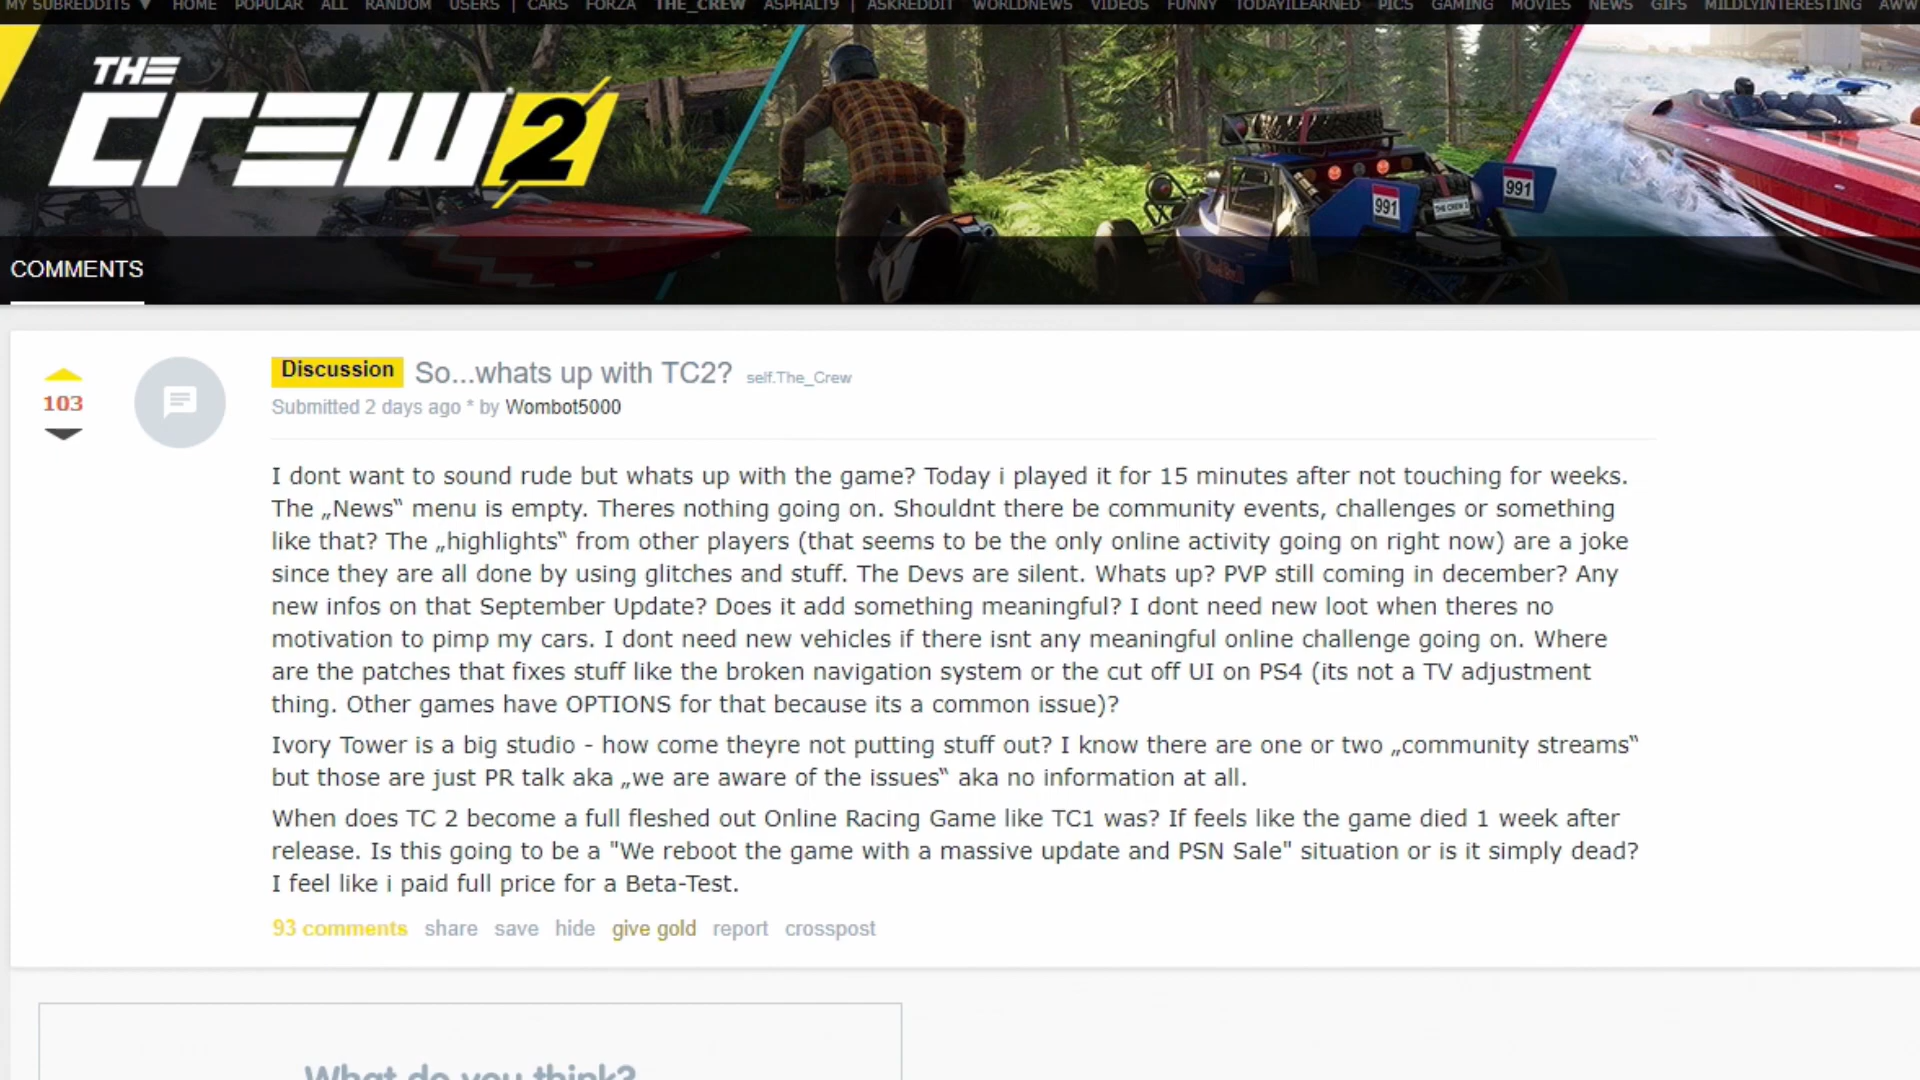 MY SUBREDDITS ▼ HOME POPULAR ALL RANDOM USERS | CARS FORZA THE_CREW ASPHALT9 | ASKREDDIT WORLDNEWS VIDEOS FUNNY TODAYILEARNED PICS GAMING MOVIES NEWS GIFS MILDLYINTERESTING AWW
THE
CREW 2
991
THE CREW 2
991
COMMENTS
103
Discussion So...whats up with TC2? self.The_Crew
Submitted 2 days ago * by Wombot5000
I dont want to sound rude but whats up with the game? Today i played it for 15 minutes after not touching for weeks.
The „News“ menu is empty. Theres nothing going on. Shouldnt there be community events, challenges or something
like that? The „highlights“ from other players (that seems to be the only online activity going on right now) are a joke
since they are all done by using glitches and stuff. The Devs are silent. Whats up? PVP still coming in december? Any
new infos on that September Update? Does it add something meaningful? I dont need new loot when theres no
motivation to pimp my cars. I dont need new vehicles if there isnt any meaningful online challenge going on. Where
are the patches that fixes stuff like the broken navigation system or the cut off UI on PS4 (its not a TV adjustment
thing. Other games have OPTIONS for that because its a common issue)?
Ivory Tower is a big studio - how come theyre not putting stuff out? I know there are one or two „community streams“
but those are just PR talk aka „we are aware of the issues“ aka no information at all.
When does TC 2 become a full fleshed out Online Racing Game like TC1 was? If feels like the game died 1 week after
release. Is this going to be a "We reboot the game with a massive update and PSN Sale" situation or is it simply dead?
I feel like i paid full price for a Beta-Test.
93 comments share save hide give gold report crosspost
What do you think?